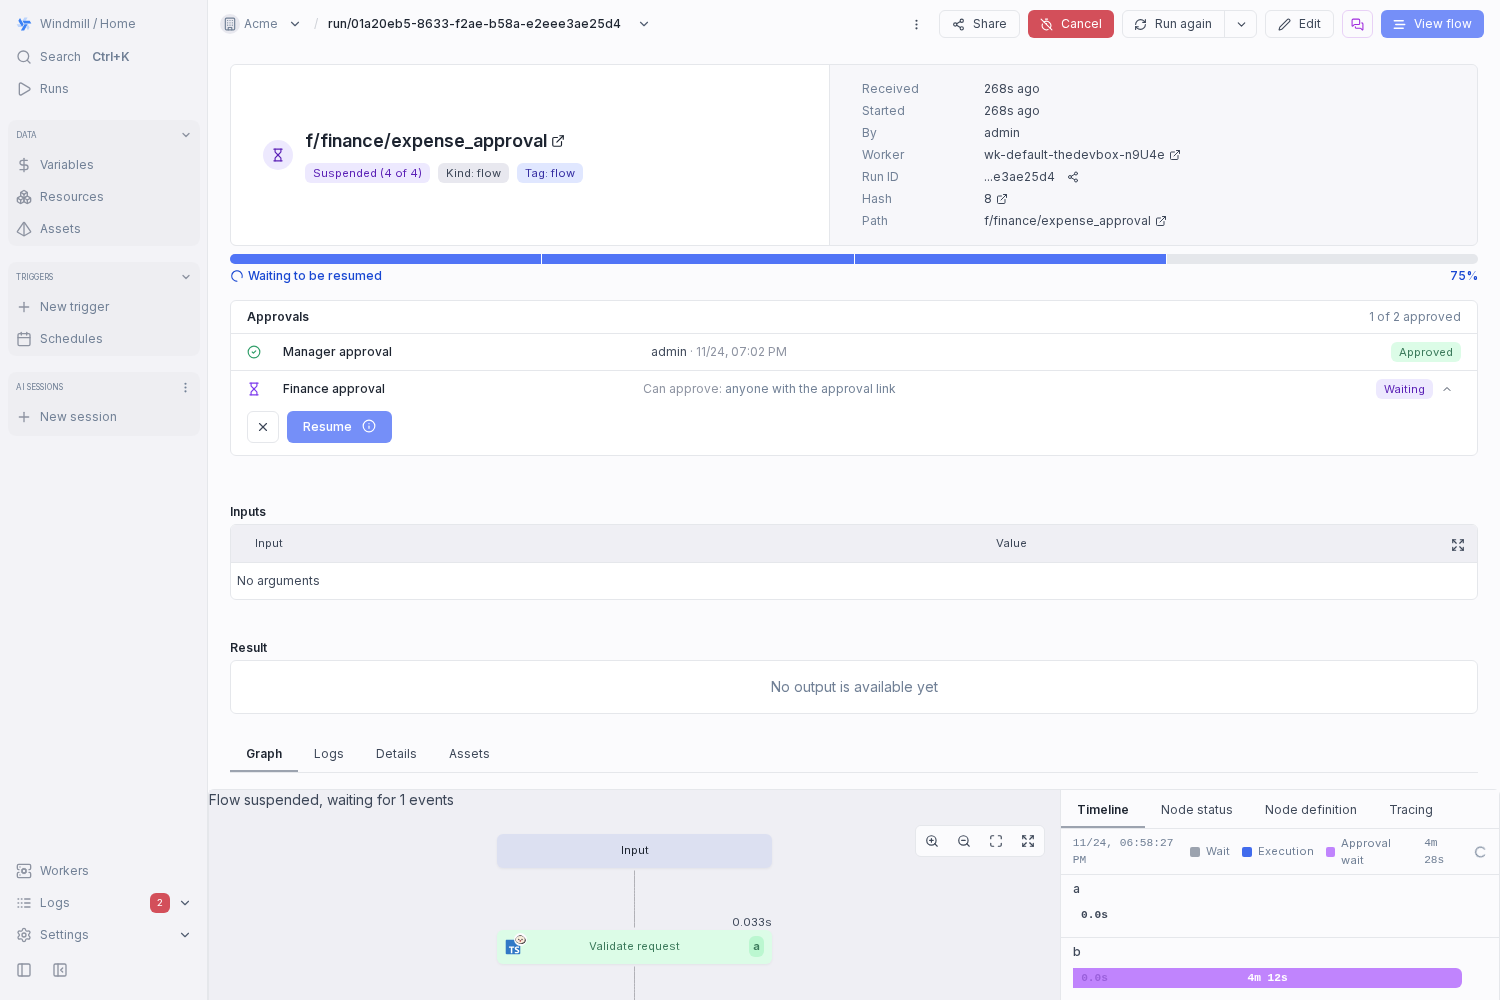 Windmill / Home
Search Ctrl+K
Runs
DATA
Variables
Resources
Assets
TRIGGERS
New trigger
Schedules
AI SESSIONS
New session
Workers
Logs 2
Settings
Acme / run/01a20eb5-8633-f2ae-b58a-e2eee3ae25d4
Share Cancel Run again Edit View flow
f/finance/expense_approval
Suspended (4 of 4) Kind: flow Tag: flow
Received 268s ago
Started 268s ago
By admin
Worker wk-default-thedevbox-n9U4e
Run ID ...e3ae25d4
Hash 8
Path f/finance/expense_approval
Waiting to be resumed 75%
Approvals 1 of 2 approved
Manager approval admin · 11/24, 07:02 PM Approved
Finance approval Can approve: anyone with the approval link Waiting
Resume
Inputs
Input Value
No arguments
Result
No output is available yet
Graph Logs Details Assets
Flow suspended, waiting for 1 events
Input
0.033s
TS Validate request a
Timeline Node status Node definition Tracing
11/24, 06:58:27 PM Wait Execution Approval wait 4m 28s
a
0.0s
b
0.0s 4m 12s